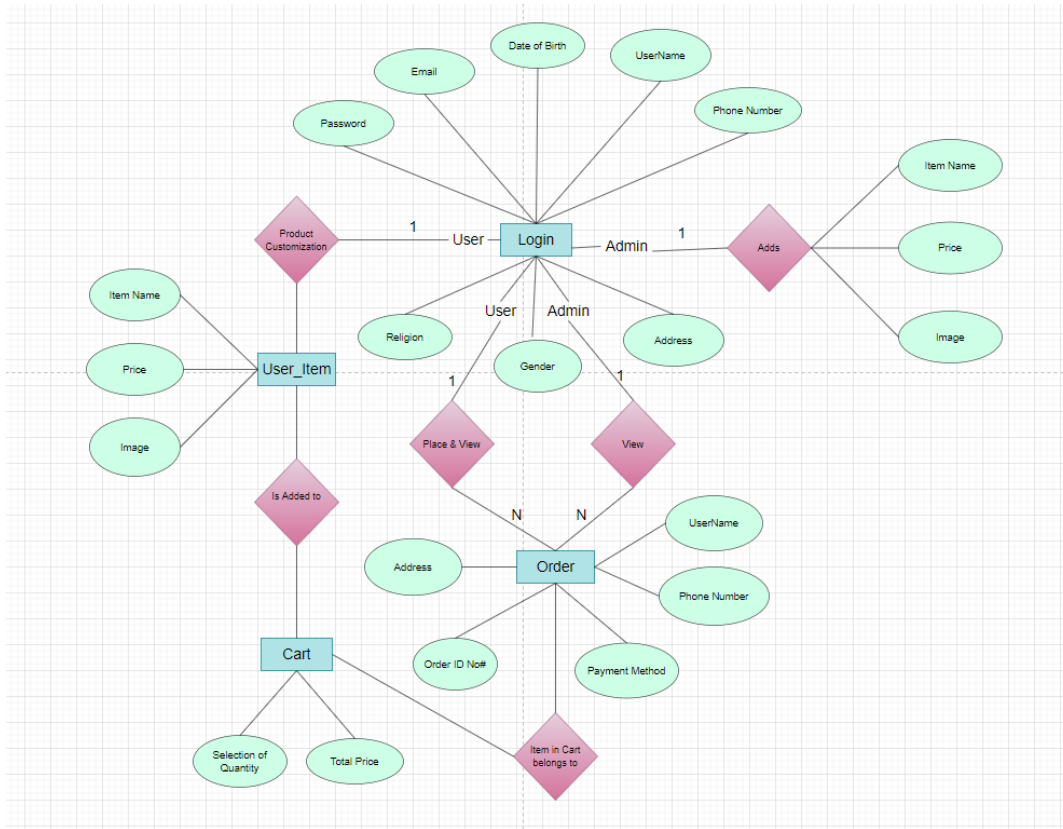 Date of Birth
UserName
Email
Phone Number
Password
Item Name
Product
Customization
1
User
Login
Admin
1
Adds
Price
Item Name
User
Admin
Religion
Address
Image
Price
User_Item
Gender
1
1
Image
Place & View
View
Is Added to
N
N
UserName
Address
Order
Phone Number
Cart
Order ID No#
Payment Method
Selection of
Quantity
Total Price
Item in Cart
belongs to